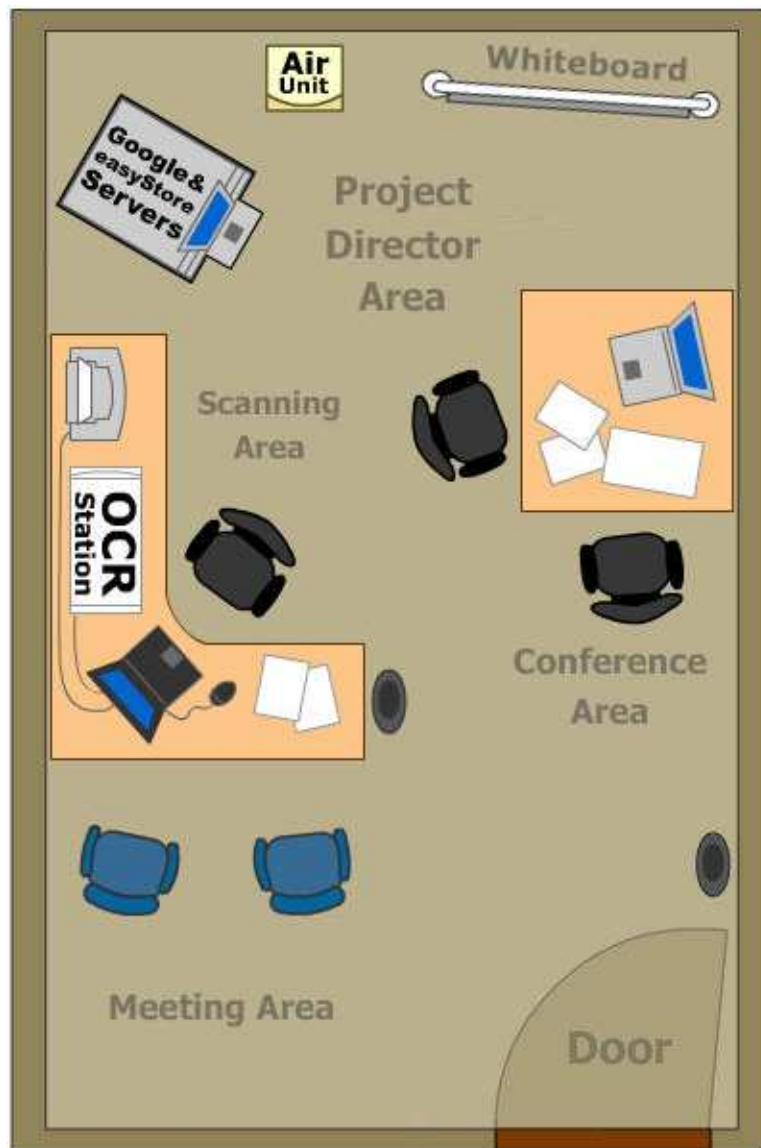 Air
Unit
Whiteboard
Google&
easyStore
Servers
Project
Director
Area
Scanning
Area
OCR
Station
Conference
Area
Meeting Area
Door